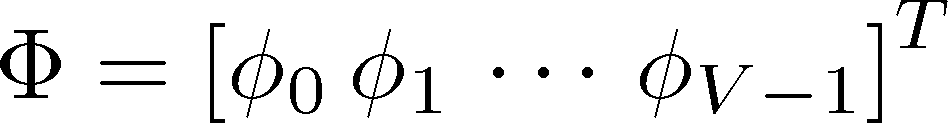 Φ = [ϕ₀ ϕ₁ ⋯ ϕ_{V−1}]^T